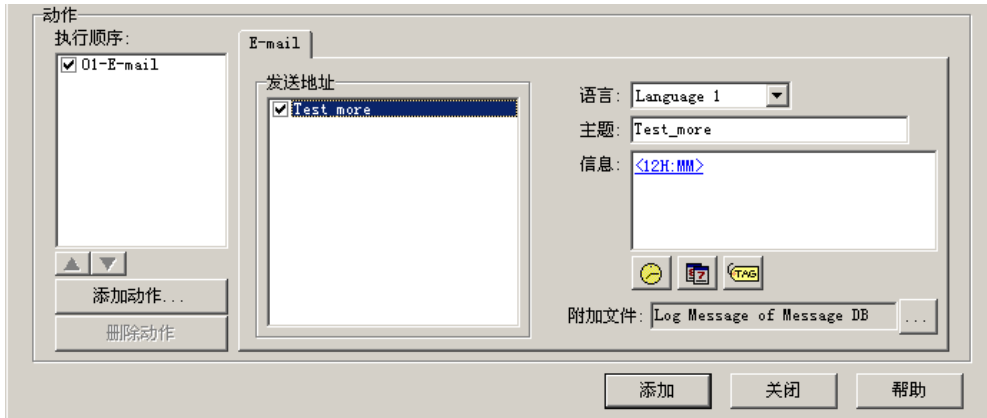 动作
执行顺序:
01-E-mail
添加动作...
删除动作
E-mail
发送地址
Test_more
语言: Language 1
主题: Test_more
信息: <12H:MM>
TAG
附加文件: Log Message of Message DB ...
添加 关闭 帮助